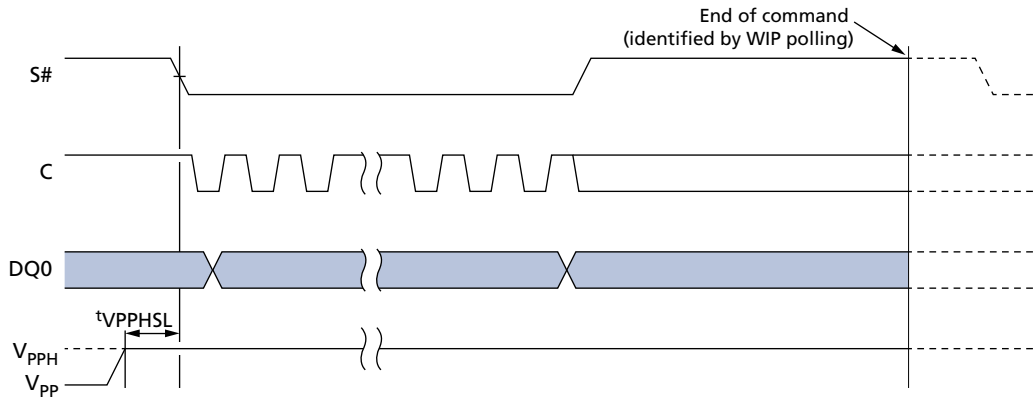 End of command
(identified by WIP polling)
S#
C
DQ0
tVPPHSL
VPPH
VPP